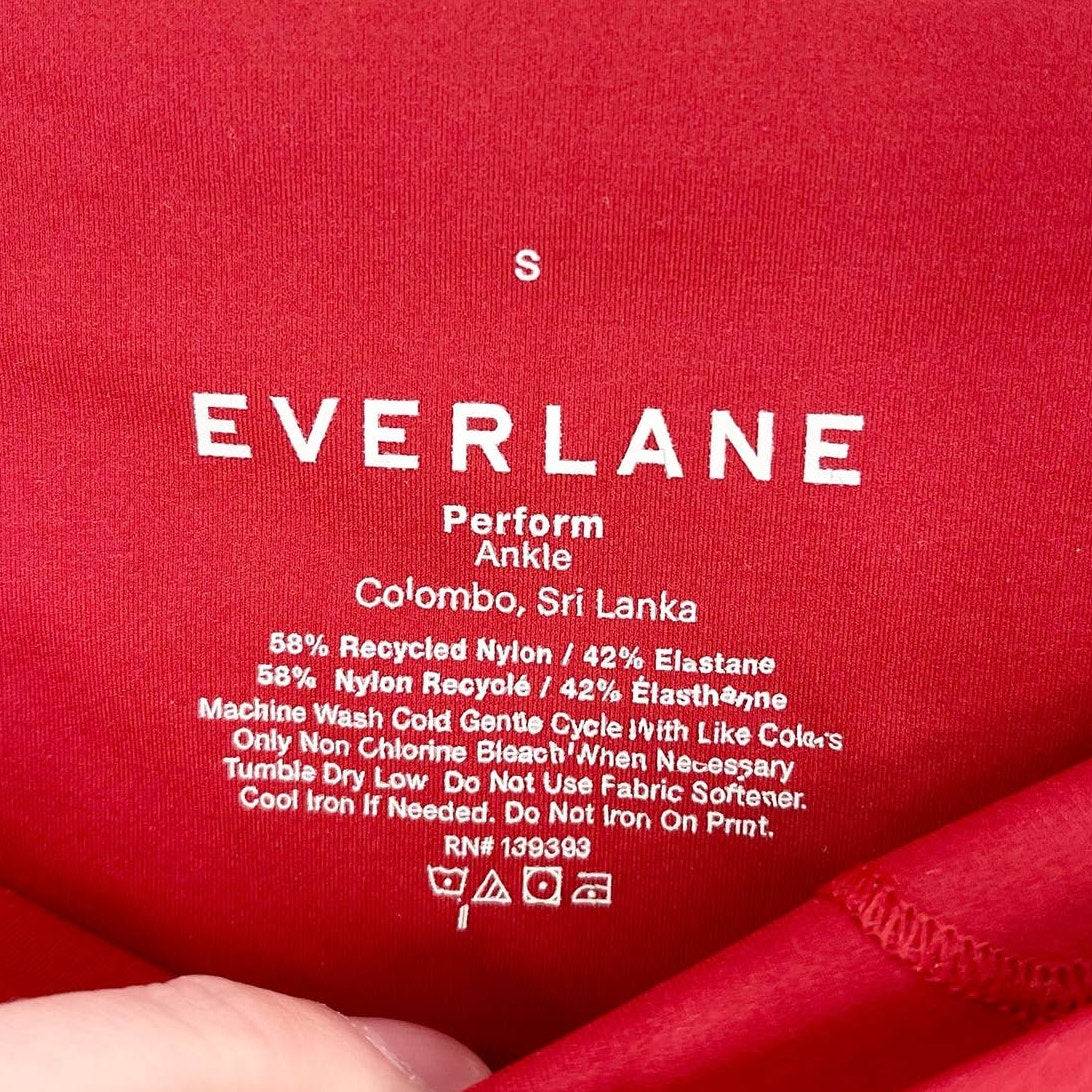 S
EVERLANE
Perform
Ankle
Colombo, Sri Lanka
58% Recycled Nylon / 42% Elastane
58% Nylon Recyclé / 42% Élasthanne
Machine Wash Cold Gentle Cycle With Like Colors
Only Non Chlorine Bleach When Necessary
Tumble Dry Low Do Not Use Fabric Softener.
Cool Iron If Needed. Do Not Iron On Print.
RN# 139393